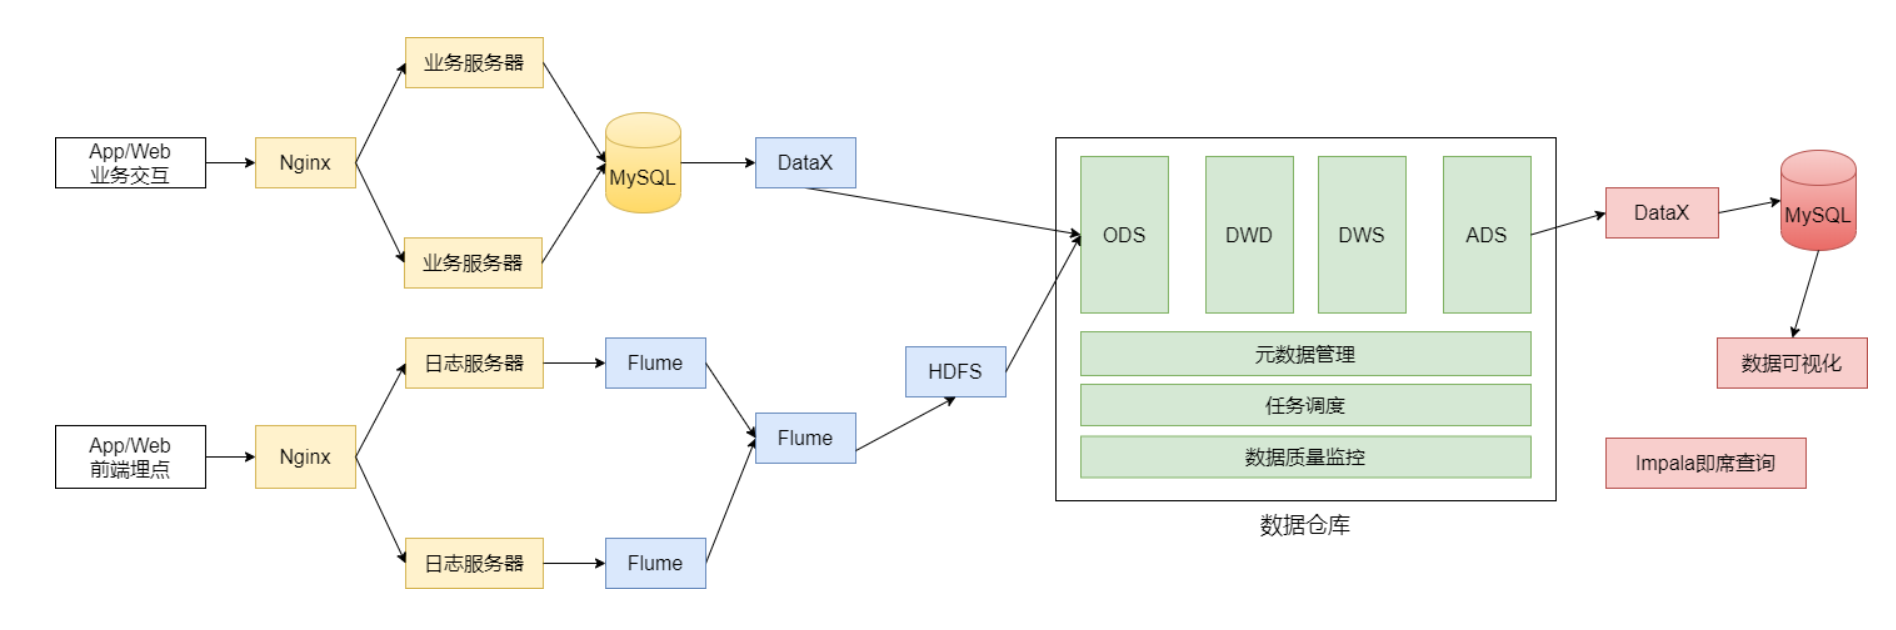 业务服务器
App/Web
业务交互
Nginx
MySQL
DataX
业务服务器
日志服务器
Flume
App/Web
前端埋点
Nginx
Flume
HDFS
日志服务器
Flume
ODS
DWD
DWS
ADS
元数据管理
任务调度
数据质量监控
数据仓库
DataX
MySQL
数据可视化
Impala即席查询